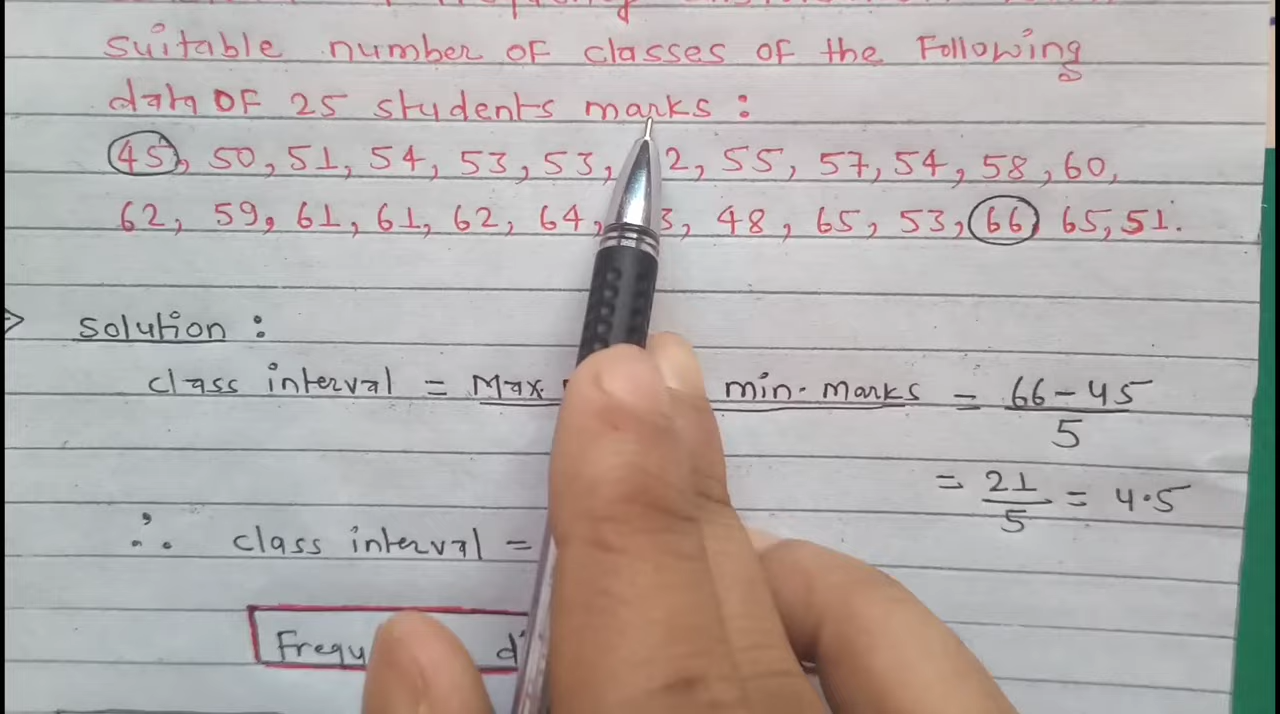 suitable number of classes of the Following
data of 25 students marks :
45, 50, 51, 54, 53, 53, 2, 55, 57, 54, 58, 60,
62, 59, 61, 61, 62, 64, 3, 48, 65, 53, 66 65, 51.
solution :
class interval = Max. min. marks = 66-45
5
= 21/5 = 4.5
∴ class interval =
Frequ d